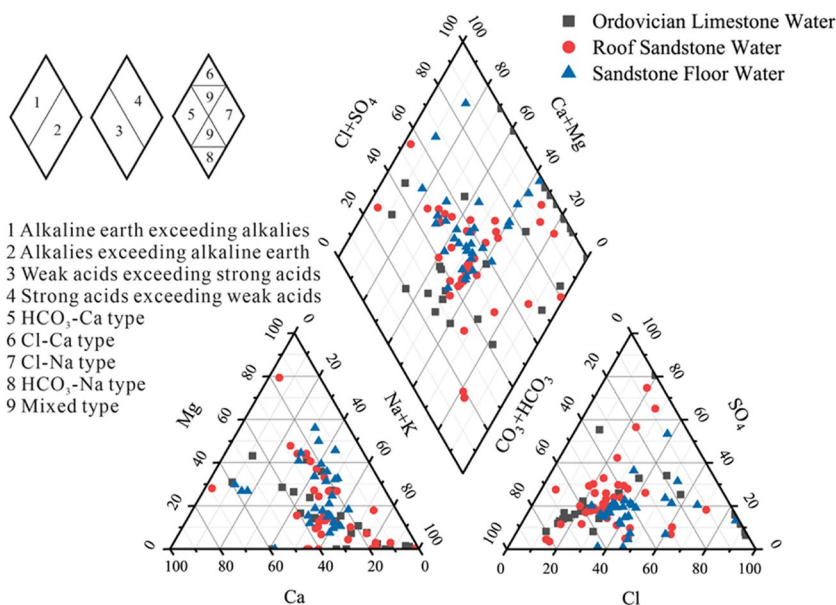 Ordovician Limestone Water
Roof Sandstone Water
Sandstone Floor Water
1
2
4
3
6
9
5
7
9
8
100
100
80
80
60
60
40
40
20
20
0
0
Cl+SO₄
Ca+Mg
1 Alkaline earth exceeding alkalies
2 Alkalies exceeding alkaline earth
3 Weak acids exceeding strong acids
4 Strong acids exceeding weak acids
5 HCO₃-Ca type
6 Cl-Ca type
7 Cl-Na type
8 HCO₃-Na type
9 Mixed type
Mg
Na+K
CO₃+HCO₃
SO₄
100
0
80
20
60
40
40
60
20
80
0
100
100
80
60
40
20
0
Ca
100
0
80
20
60
40
40
60
20
80
0
100
0
20
40
60
80
100
Cl